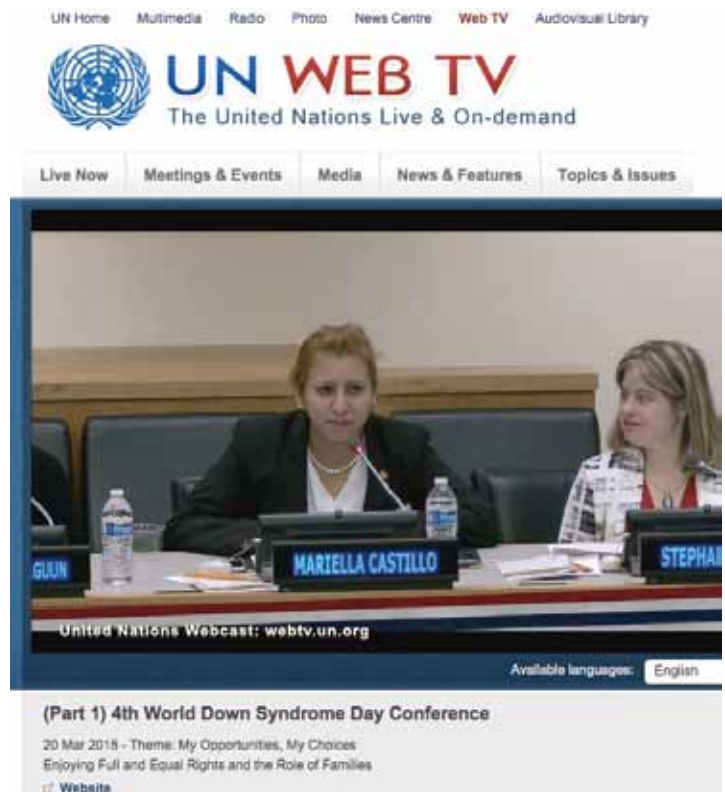 UN Home Multimedia Radio Photo News Centre Web TV Audiovisual Library
UN WEB TV
The United Nations Live & On-demand
Live Now Meetings & Events Media News & Features Topics & Issues
GUUN
MARIELLA CASTILLO
STEPHAN
United Nations Webcast: webtv.un.org
Available languages: English
(Part 1) 4th World Down Syndrome Day Conference
20 Mar 2015 - Theme: My Opportunities, My Choices
Enjoying Full and Equal Rights and the Role of Families
Website